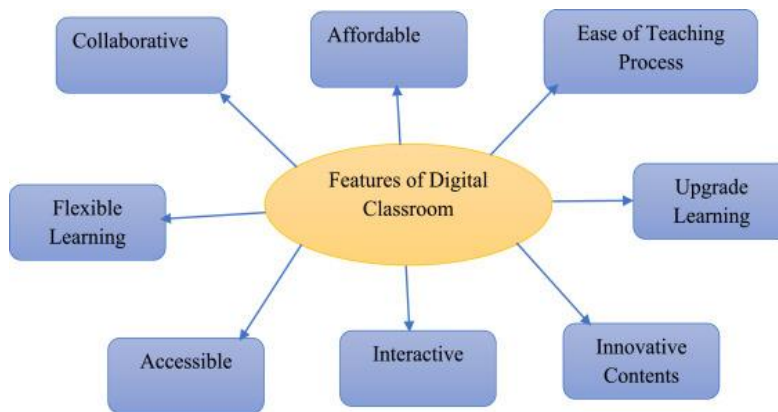 Collaborative
Affordable
Ease of Teaching
Process
Features of Digital
Classroom
Flexible
Learning
Upgrade
Learning
Accessible
Interactive
Innovative
Contents